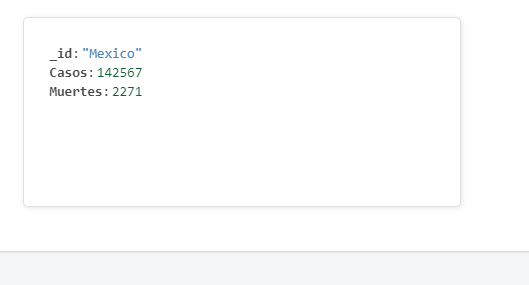 _id: "Mexico"
Casos: 142567
Muertes: 2271